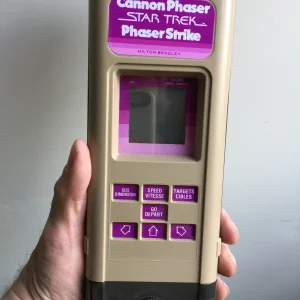 Cannon Phaser
STAR TREK
Phaser Strike
MILTON BRADLEY
SIZE
DIMENSION
SPEED
VITESSE
TARGETS
CIBLES
GO
DEPART